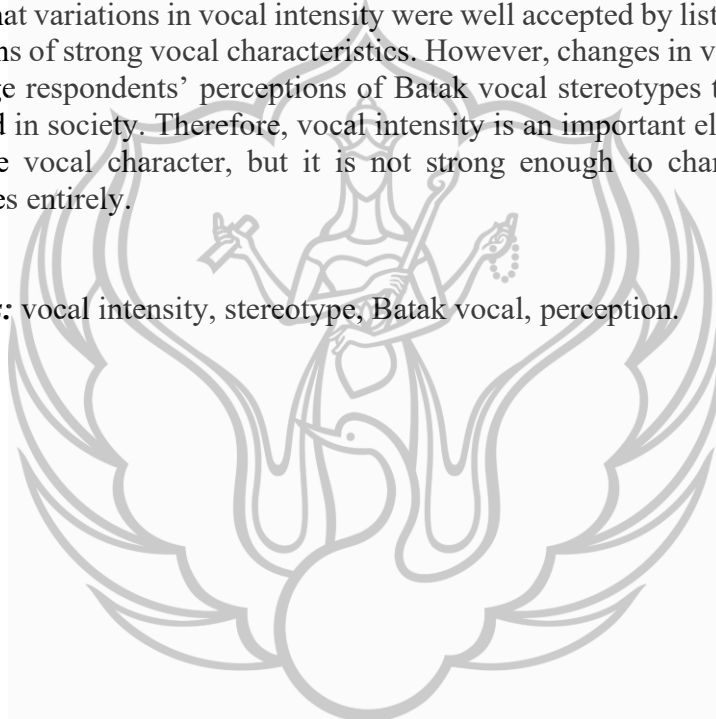 hat variations in vocal intensity were well accepted by list
ns of strong vocal characteristics. However, changes in v
ge respondents' perceptions of Batak vocal stereotypes t
d in society. Therefore, vocal intensity is an important el
e vocal character, but it is not strong enough to char
es entirely.
s: vocal intensity, stereotype, Batak vocal, perception.